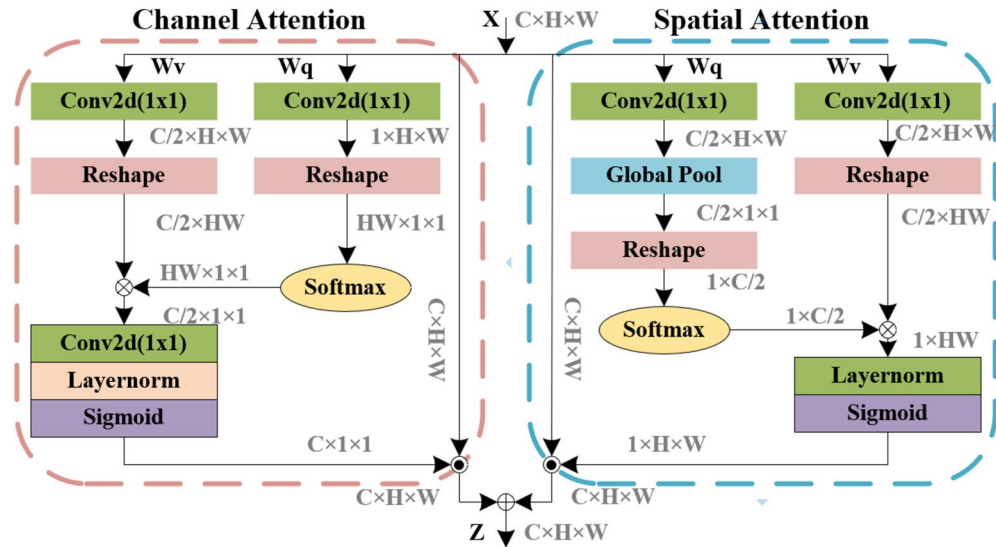 Channel Attention
X
C×H×W
Spatial Attention
Wv
Wq
Wq
Wv
Conv2d(1x1)
Conv2d(1x1)
Conv2d(1x1)
Conv2d(1x1)
C/2×H×W
1×H×W
C/2×H×W
C/2×H×W
Reshape
Reshape
Global Pool
Reshape
C/2×HW
HW×1×1
C/2×1×1
C/2×HW
Reshape
HW×1×1
Softmax
1×C/2
C/2×1×1
Softmax
1×C/2
C×H×W
C×H×W
1×HW
Conv2d(1x1)
Layernorm
Sigmoid
Layernorm
Sigmoid
C×1×1
1×H×W
C×H×W
C×H×W
Z
C×H×W